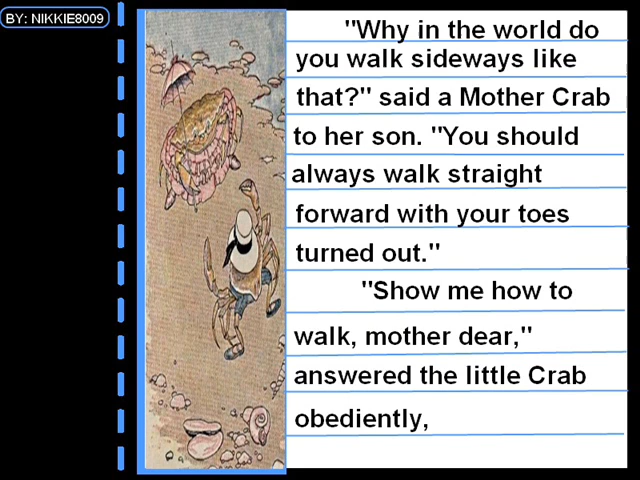 BY: NIKKIE8009
"Why in the world do
you walk sideways like
that?" said a Mother Crab
to her son. "You should
always walk straight
forward with your toes
turned out."
"Show me how to
walk, mother dear,"
answered the little Crab
obediently,